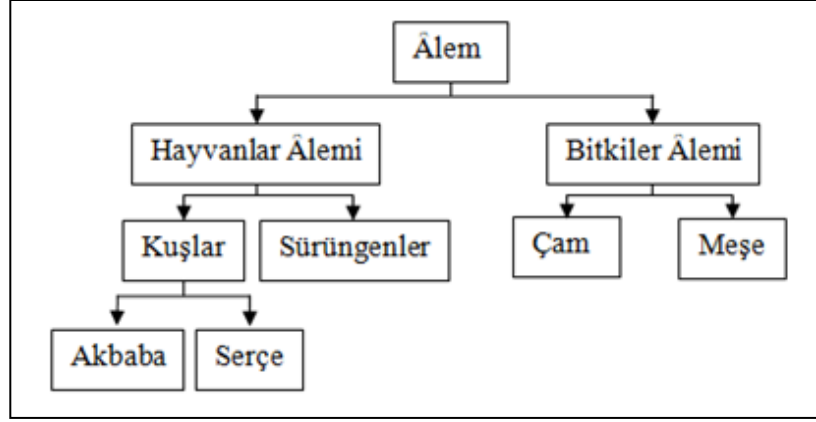 Âlem
Hayvanlar Âlemi
Bitkiler Âlemi
Kuşlar
Sürüngenler
Çam
Meşe
Akbaba
Serçe